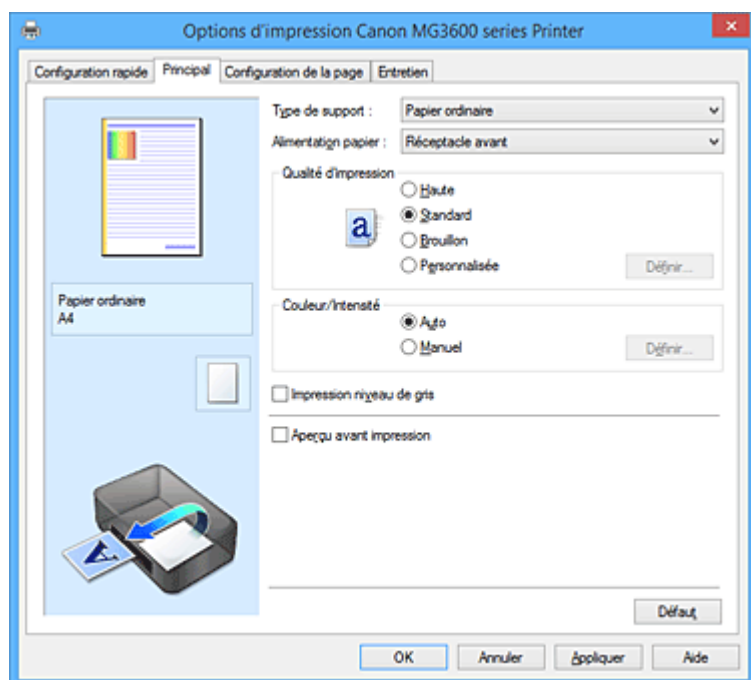 Options d'impression Canon MG3600 series Printer
Configuration rapide Principal Configuration de la page Entretien
Type de support : Papier ordinaire
Alimentation papier : Réceptacle avant
Qualité d'impression
Haute
Standard
Brouillon
Personnalisée Définir...
Papier ordinaire
A4
Couleur/Intensité
Auto
Manuel Définir...
Impression niveau de gris
Aperçu avant impression
Défaut
OK Annuler Appliquer Aide